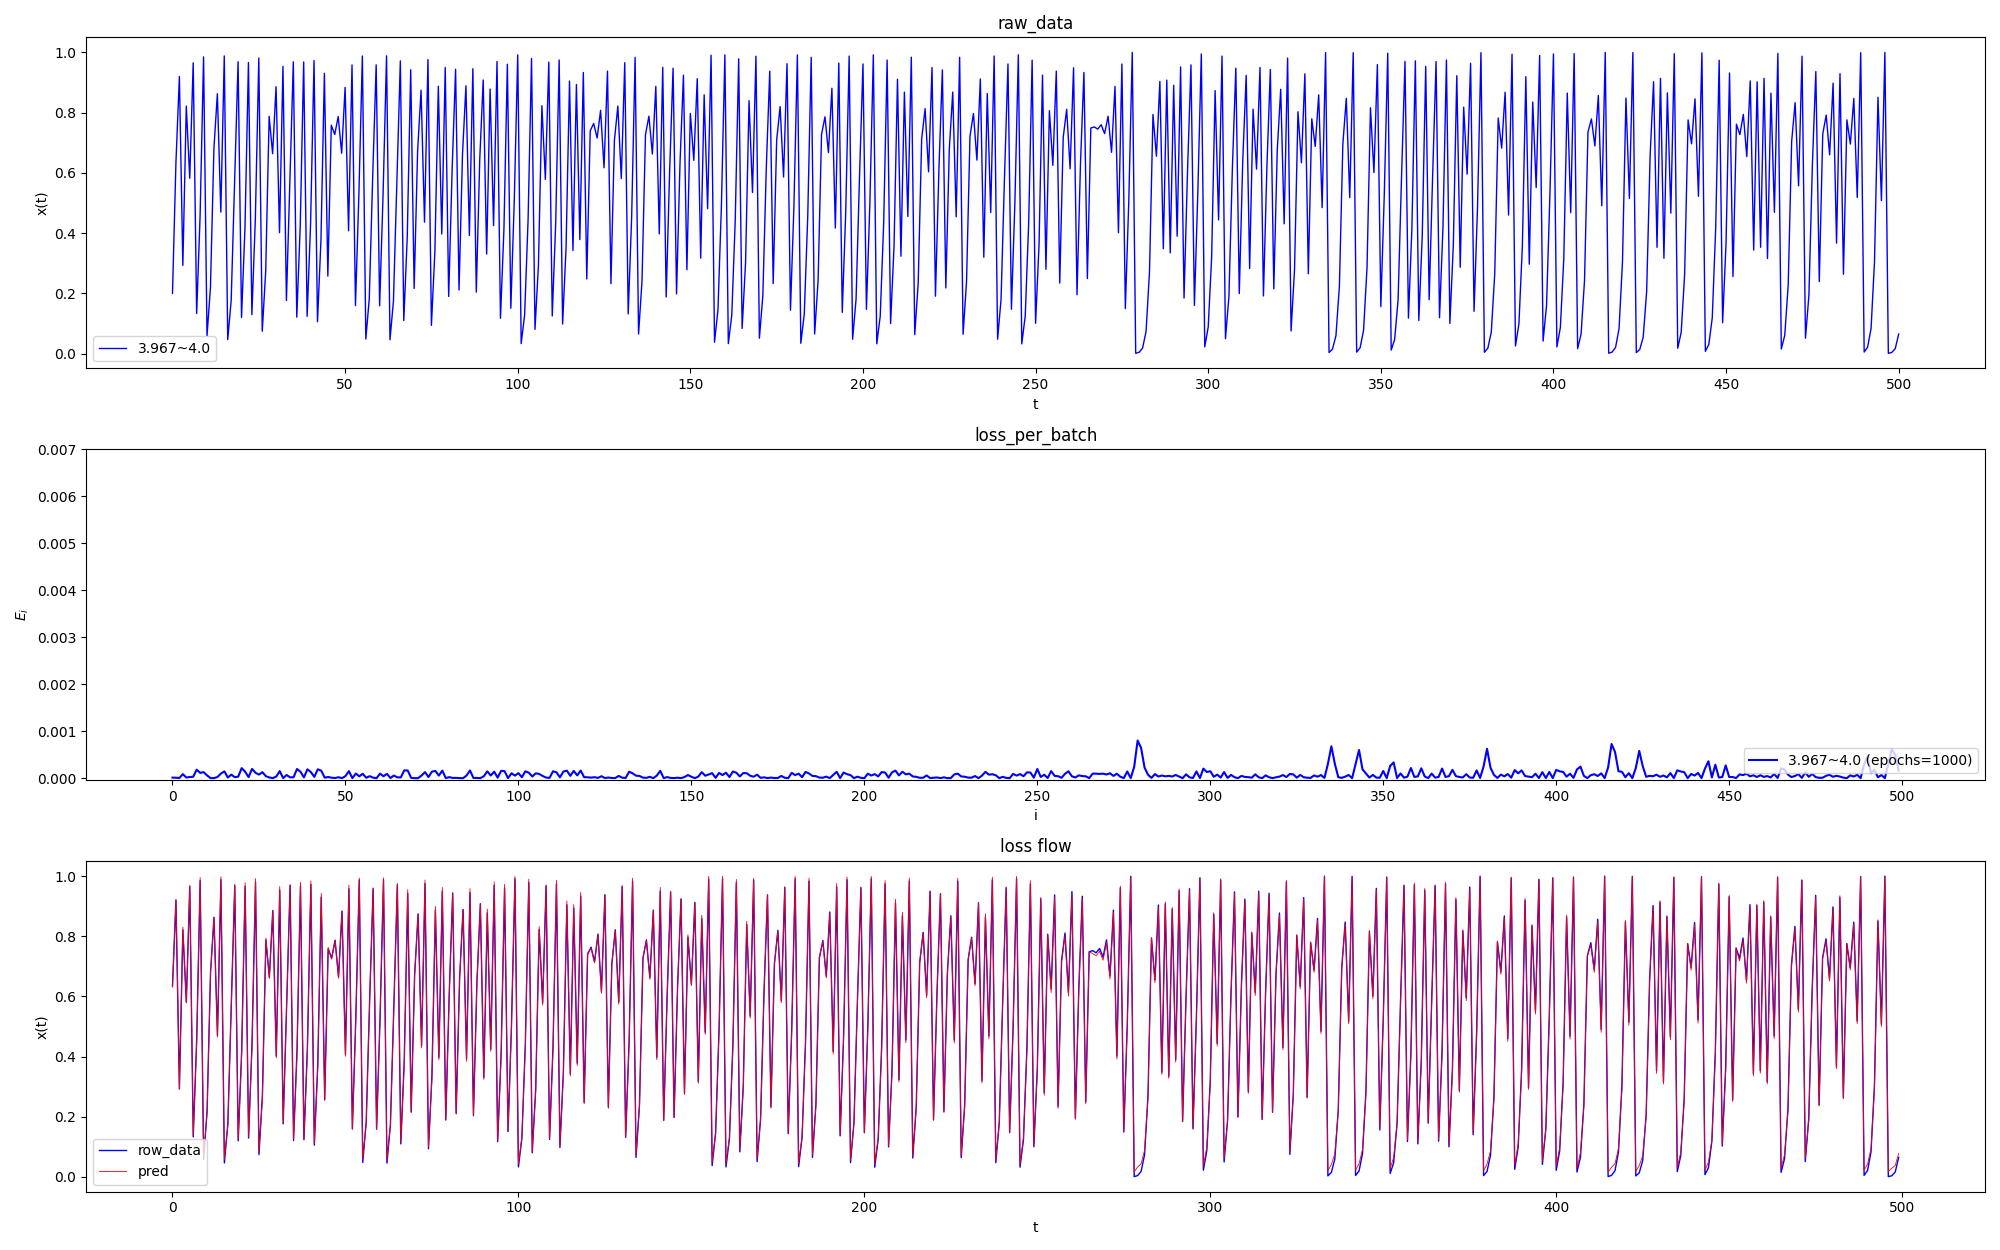 raw_data
1.0
0.8
0.6
0.4
0.2
0.0
x(t)
3.967~4.0
50 100 150 200 250 300 350 400 450 500
t
loss_per_batch
0.007
0.006
0.005
0.004
0.003
0.002
0.001
0.000
E_i
3.967~4.0 (epochs=1000)
0 50 100 150 200 250 300 350 400 450 500
i
loss flow
1.0
0.8
0.6
0.4
0.2
0.0
x(t)
row_data
pred
0 100 200 300 400 500
t